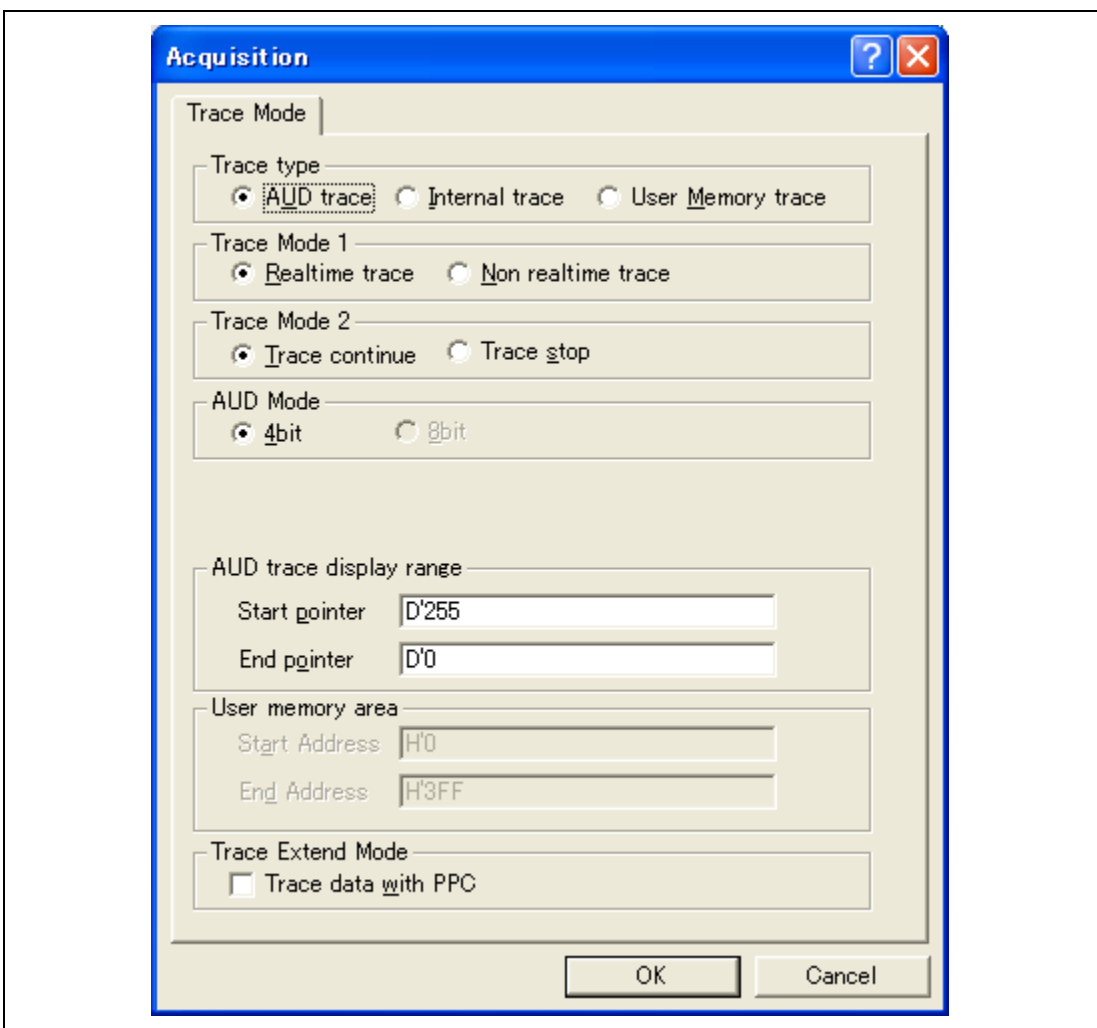 Acquisition
Trace Mode
Trace type
AUD trace Internal trace User Memory trace
Trace Mode 1
Realtime trace Non realtime trace
Trace Mode 2
Trace continue Trace stop
AUD Mode
4bit 8bit
AUD trace display range
Start pointer D'255
End pointer D'0
User memory area
Start Address H'0
End Address H'3FF
Trace Extend Mode
Trace data with PPC
OK Cancel